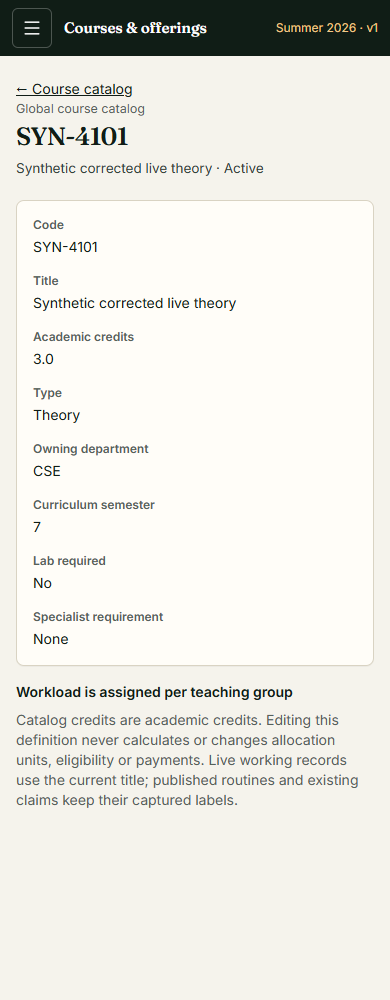 Courses & offerings
Summer 2026 · v1
← Course catalog
Global course catalog
SYN-4101
Synthetic corrected live theory · Active
Code
SYN-4101
Title
Synthetic corrected live theory
Academic credits
3.0
Type
Theory
Owning department
CSE
Curriculum semester
7
Lab required
No
Specialist requirement
None
Workload is assigned per teaching group
Catalog credits are academic credits. Editing this
definition never calculates or changes allocation
units, eligibility or payments. Live working records
use the current title; published routines and existing
claims keep their captured labels.